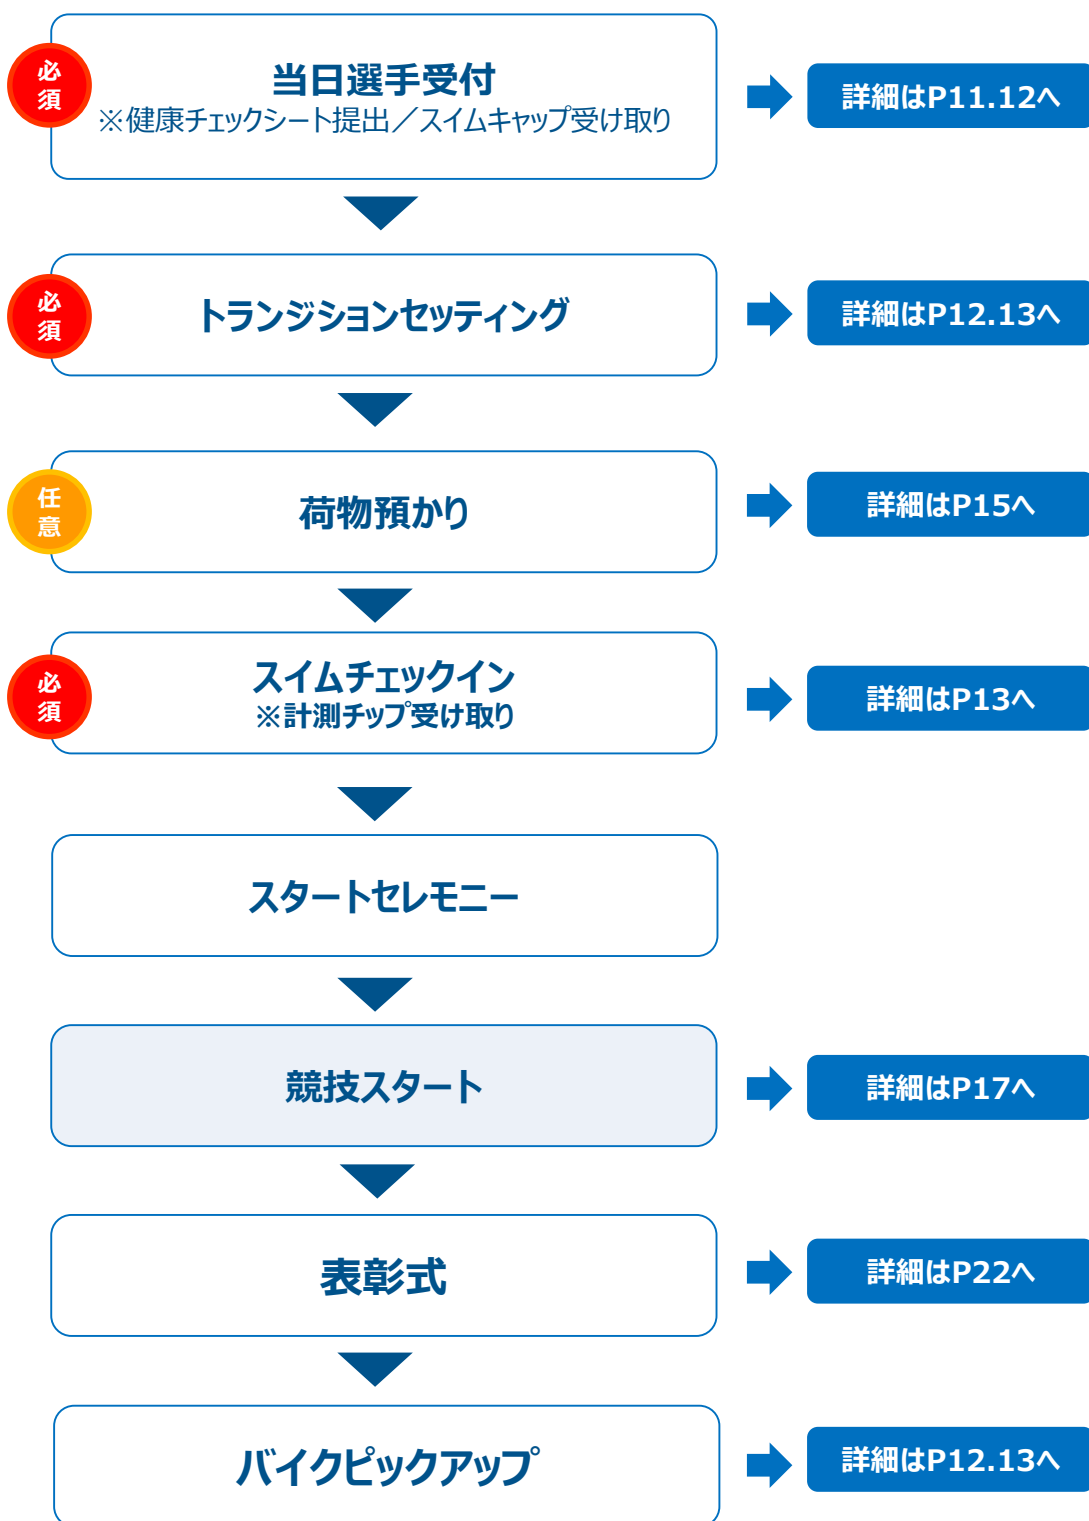 必須
当日選手受付
※健康チェックシート提出／スイムキャップ受け取り
詳細はP11.12へ
必須
トランジションセッティング
詳細はP12.13へ
任意
荷物預かり
詳細はP15へ
必須
スイムチェックイン
※計測チップ受け取り
詳細はP13へ
スタートセレモニー
競技スタート
詳細はP17へ
表彰式
詳細はP22へ
バイクピックアップ
詳細はP12.13へ